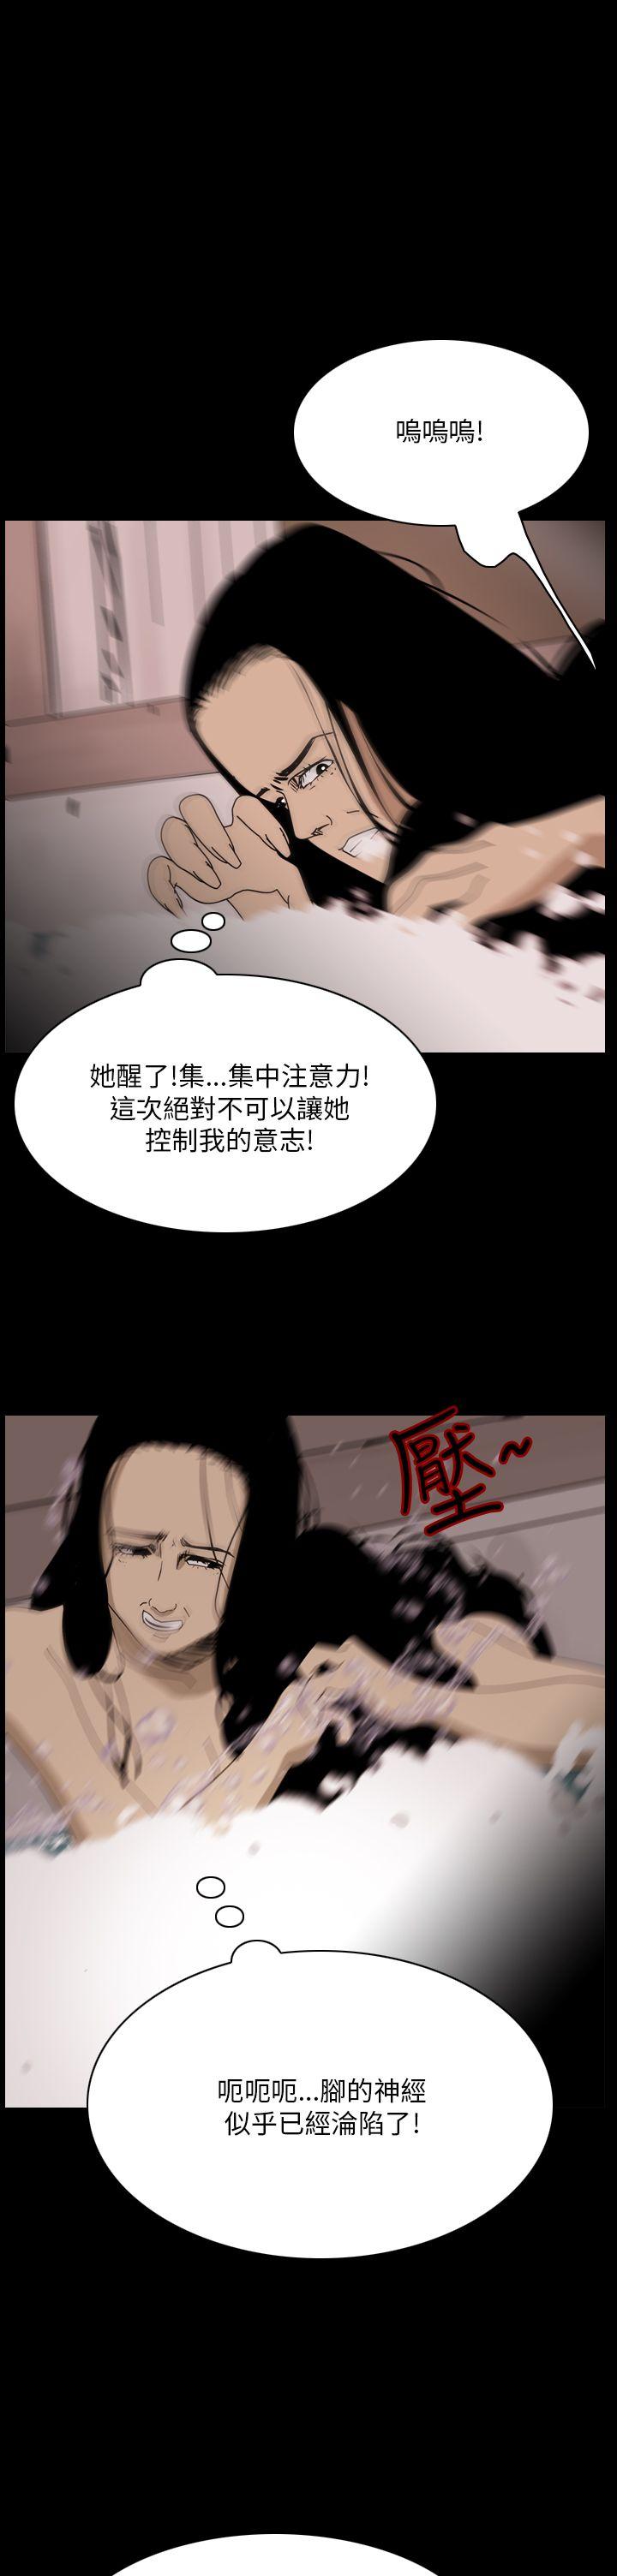 嗚嗚嗚!
她醒了!集...集中注意力!
這次絕對不可以讓她
控制我的意志!
壓~
呃呃呃...腳的神經
似乎已經淪陷了!